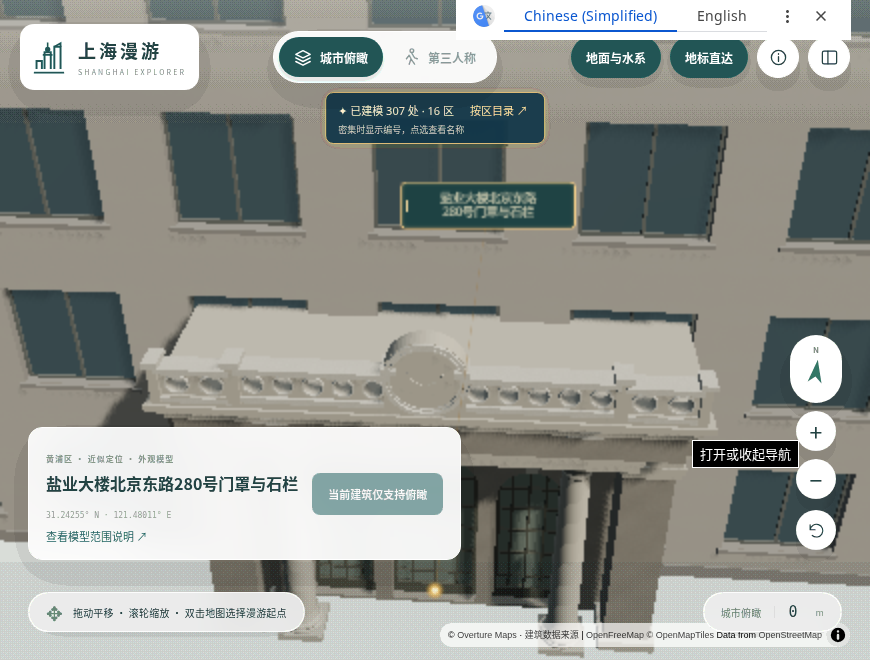 Chinese (Simplified)
English
上海漫游
SHANGHAI EXPLORER
城市俯瞰
第三人称
地面与水系
地标直达
✦ 已建模 307 处 · 16 区 按区目录 ↗
密集时显示编号，点选查看名称
盐业大楼北京东路
280号门罩与石栏
N
打开或收起导航
黄浦区 · 近似定位 · 外观模型
盐业大楼北京东路280号门罩与石栏
当前建筑仅支持俯瞰
31.24255° N · 121.48011° E
查看模型范围说明 ↗
拖动平移 · 滚轮缩放 · 双击地图选择漫游起点
城市俯瞰 0 m
© Overture Maps · 建筑数据来源 | OpenFreeMap © OpenMapTiles Data from OpenStreetMap